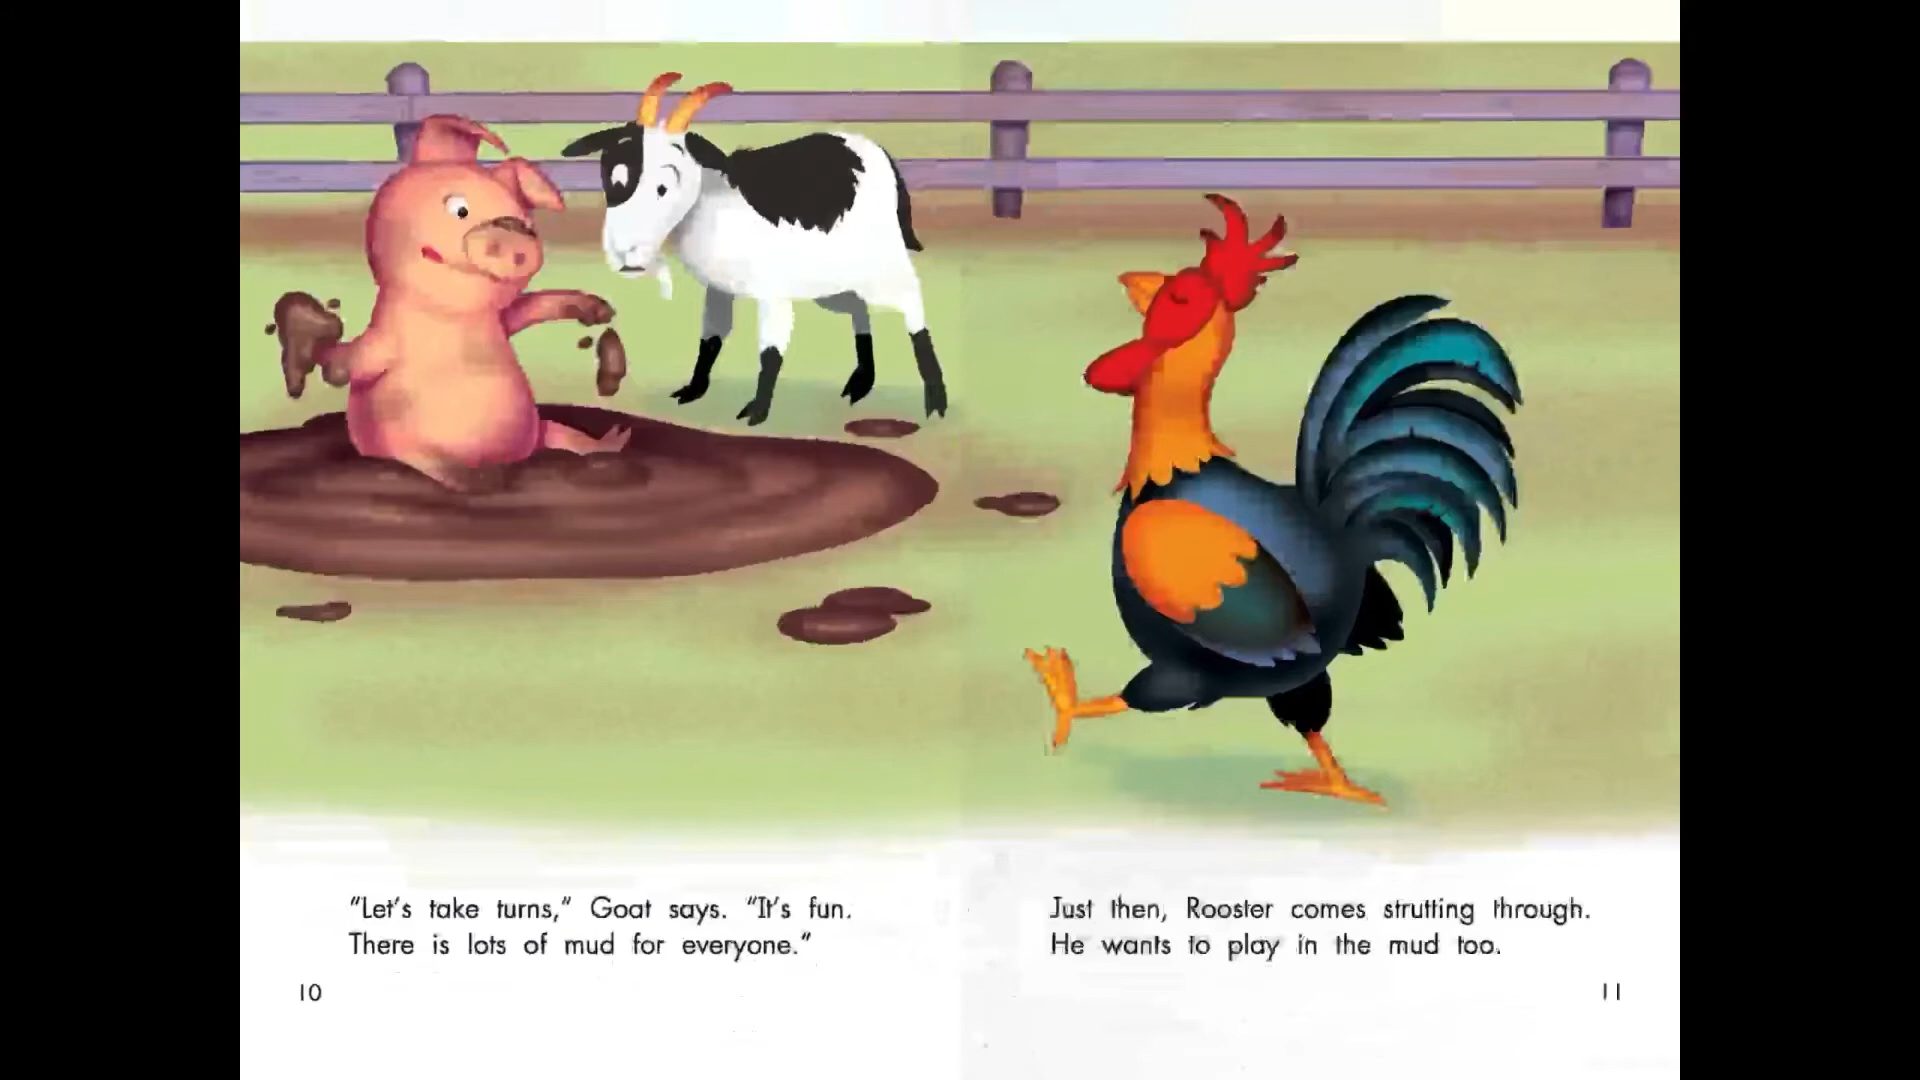 "Let's take turns," Goat says. "It's fun.
There is lots of mud for everyone."
10
Just then, Rooster comes strutting through.
He wants to play in the mud too.
11